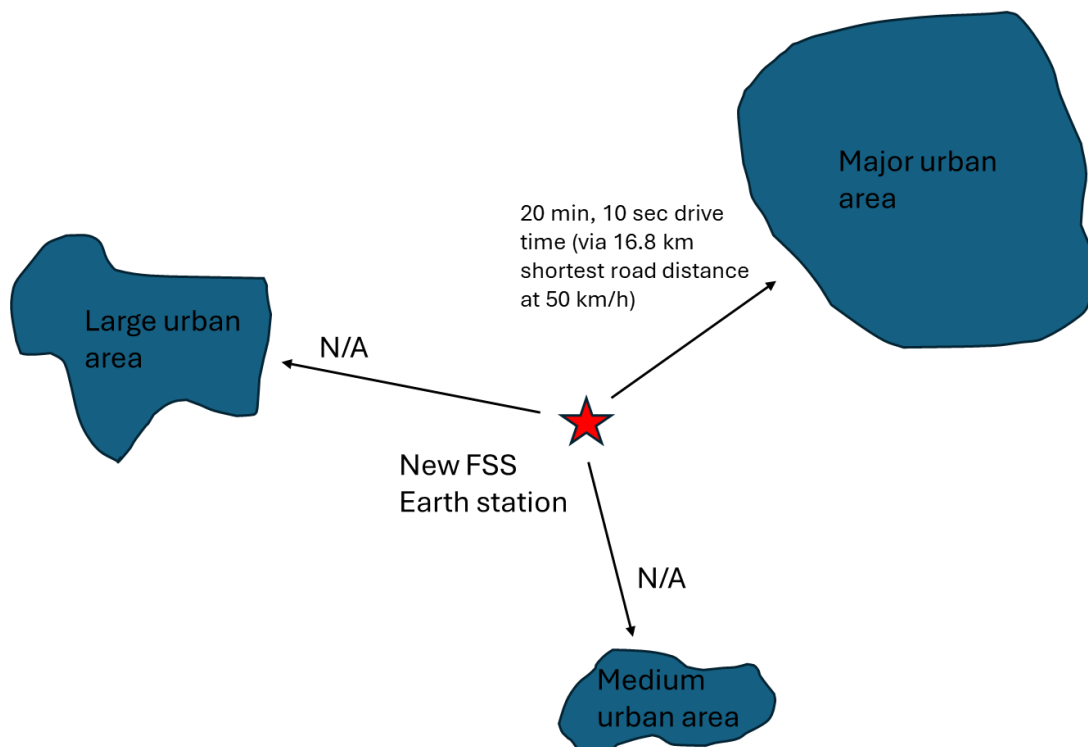 Major urban
area
20 min, 10 sec drive
time (via 16.8 km
shortest road distance
at 50 km/h)
Large urban
area
N/A
New FSS
Earth station
N/A
Medium
urban area